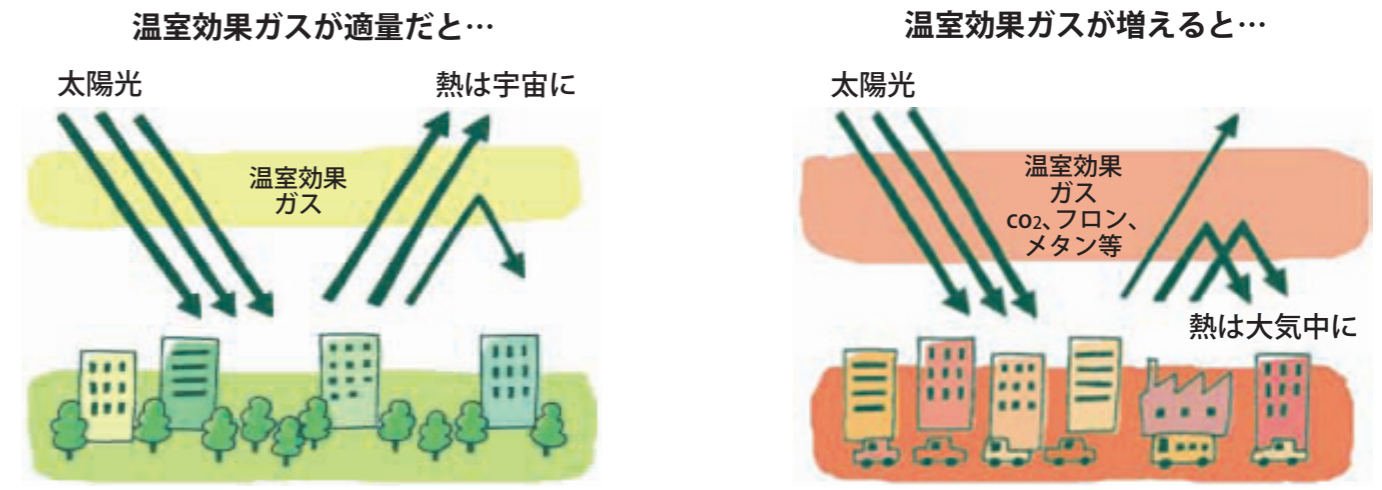 温室効果ガスが適量だと…
太陽光
熱は宇宙に
温室効果
ガス
温室効果ガスが増えると…
太陽光
温室効果
ガス
co₂、フロン、
メタン等
熱は大気中に